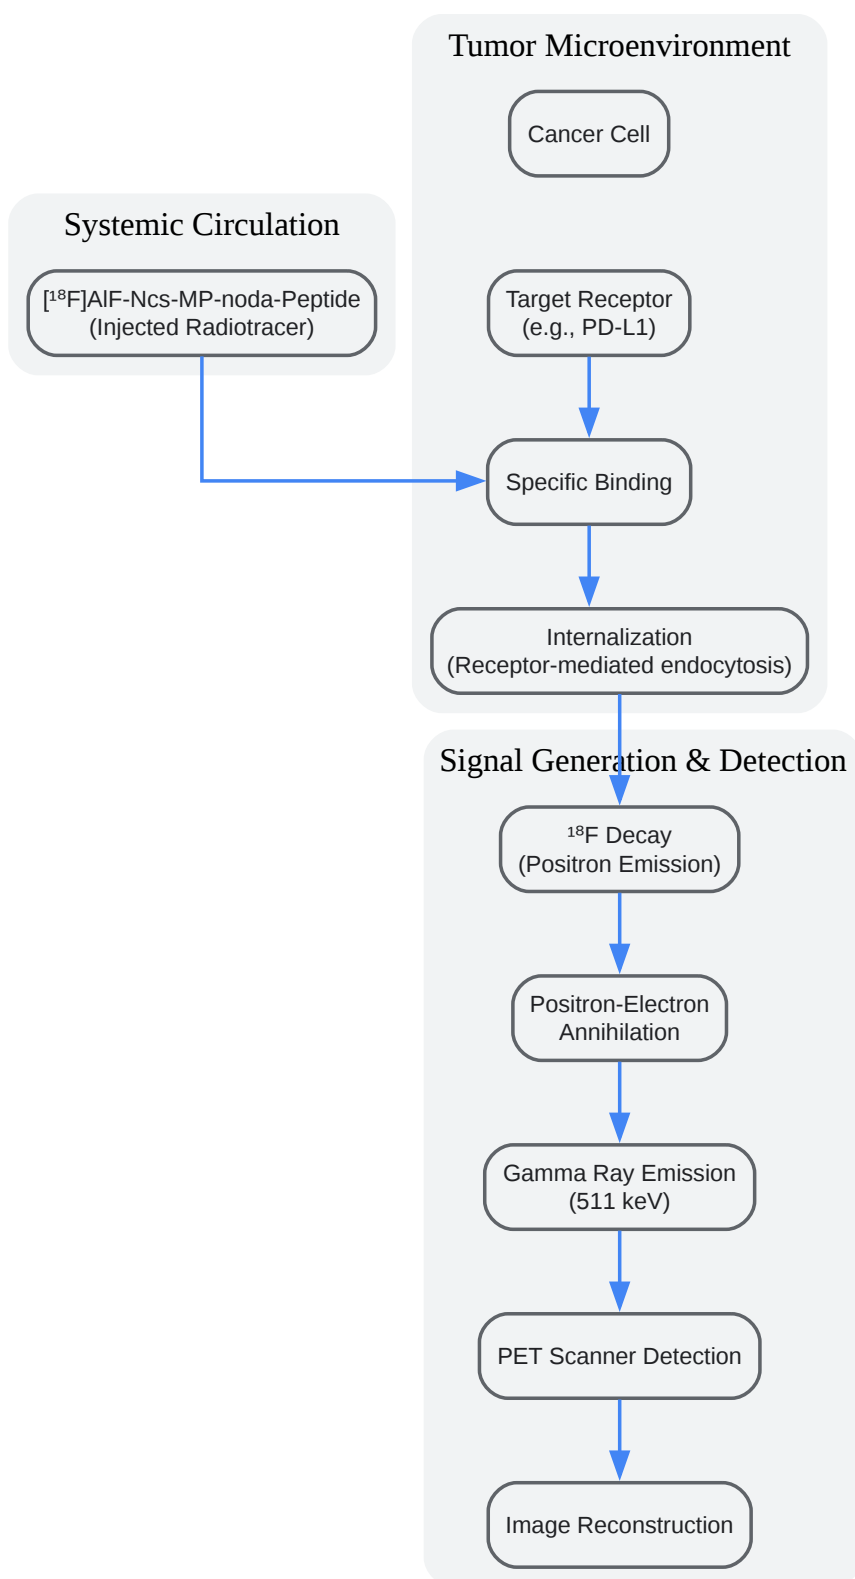 Tumor Microenvironment
Cancer Cell
Systemic Circulation
[¹⁸F]AlF-Ncs-MP-noda-Peptide
(Injected Radiotracer)
Target Receptor
(e.g., PD-L1)
Specific Binding
Internalization
(Receptor-mediated endocytosis)
Signal Generation & Detection
¹⁸F Decay
(Positron Emission)
Positron-Electron
Annihilation
Gamma Ray Emission
(511 keV)
PET Scanner Detection
Image Reconstruction